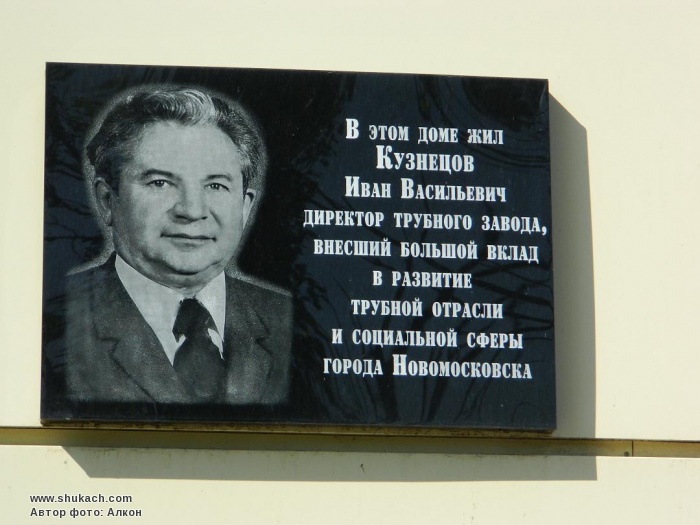 В этом доме жил
Кузнецов
Иван Васильевич
директор трубного завода,
внесший большой вклад
в развитие
трубной отрасли
и социальной сферы
города Новомосковска
www.shukach.com
Автор фото: Алкон